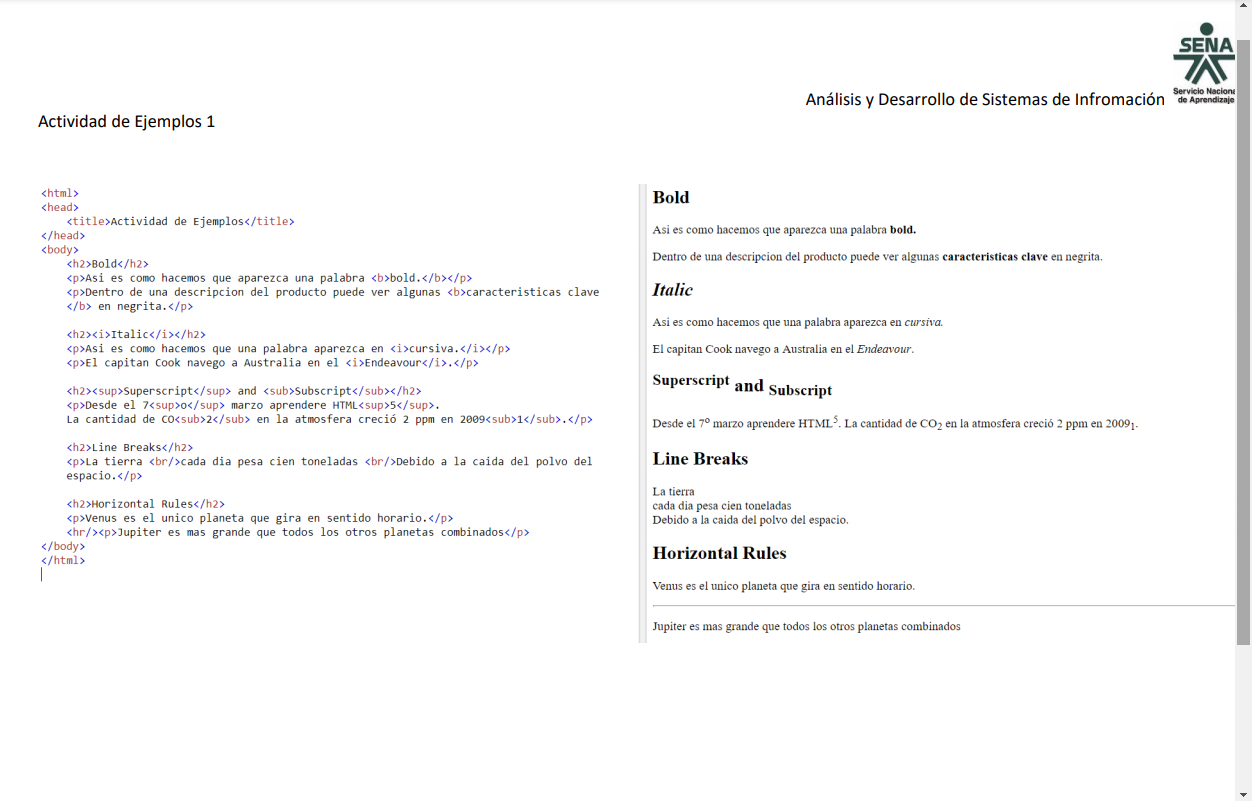 SENA
Servicio Naciona
de Aprendizaje
Análisis y Desarrollo de Sistemas de Infromación
Actividad de Ejemplos 1
<html>
<head>
    <title>Actividad de Ejemplos</title>
</head>
<body>
    <h2>Bold</h2>
    <p>Asi es como hacemos que aparezca una palabra <b>bold.</b></p>
    <p>Dentro de una descripcion del producto puede ver algunas <b>caracteristicas clave
    </b> en negrita.</p>

    <h2><i>Italic</i></h2>
    <p>Asi es como hacemos que una palabra aparezca en <i>cursiva.</i></p>
    <p>El capitan Cook navego a Australia en el <i>Endeavour</i>.</p>

    <h2><sup>Superscript</sup> and <sub>Subscript</sub></h2>
    <p>Desde el 7<sup>o</sup> marzo aprendere HTML<sup>5</sup>.
    La cantidad de CO<sub>2</sub> en la atmosfera creció 2 ppm en 2009<sub>1</sub>.</p>

    <h2>Line Breaks</h2>
    <p>La tierra <br/>cada dia pesa cien toneladas <br/>Debido a la caida del polvo del
    espacio.</p>

    <h2>Horizontal Rules</h2>
    <p>Venus es el unico planeta que gira en sentido horario.</p>
    <hr/><p>Jupiter es mas grande que todos los otros planetas combinados</p>
</body>
</html>
Bold
Asi es como hacemos que aparezca una palabra bold.
Dentro de una descripcion del producto puede ver algunas caracteristicas clave en negrita.
Italic
Asi es como hacemos que una palabra aparezca en cursiva.
El capitan Cook navego a Australia en el Endeavour.
Superscript and Subscript
Desde el 7º marzo aprendere HTML⁵. La cantidad de CO₂ en la atmosfera creció 2 ppm en 2009₁.
Line Breaks
La tierra
cada dia pesa cien toneladas
Debido a la caida del polvo del espacio.
Horizontal Rules
Venus es el unico planeta que gira en sentido horario.
Jupiter es mas grande que todos los otros planetas combinados